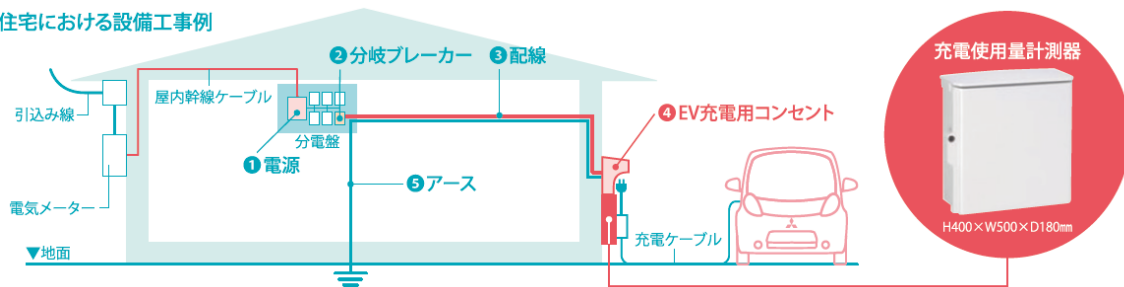 住宅における設備工事例
充電使用量計測器
❷分岐ブレーカー
❸配線
屋内幹線ケーブル
引込み線
❹EV充電用コンセント
分電盤
❶電源
❺アース
電気メーター
H400×W500×D180㎜
充電ケーブル
▼地面